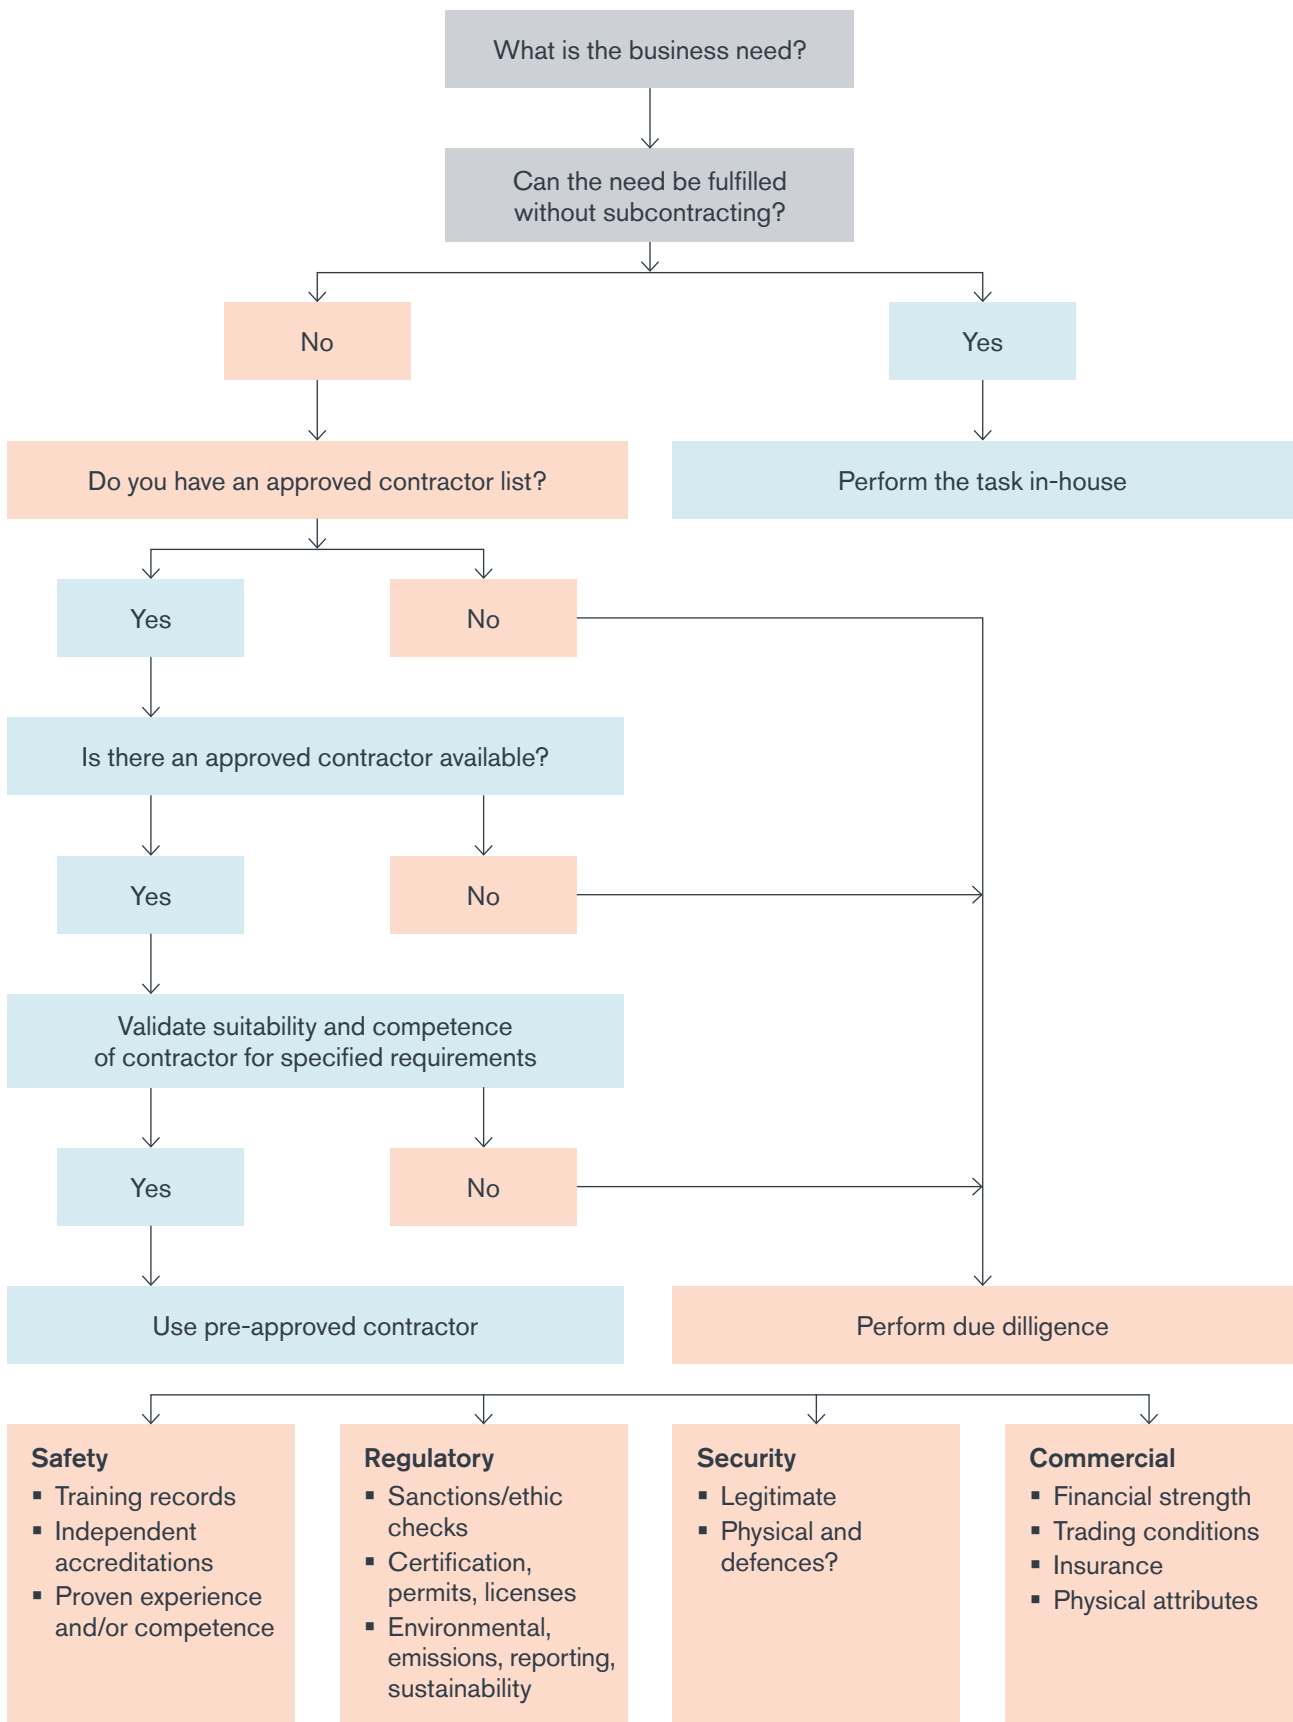 What is the business need?
Can the need be fulfilled
without subcontracting?
No
Yes
Do you have an approved contractor list?
Perform the task in-house
Yes
No
Is there an approved contractor available?
Yes
No
Validate suitability and competence
of contractor for specified requirements
Yes
No
Use pre-approved contractor
Perform due dilligence
Safety
▪ Training records
▪ Independent
accreditations
▪ Proven experience
and/or competence
Regulatory
▪ Sanctions/ethic
checks
▪ Certification,
permits, licenses
▪ Environmental,
emissions, reporting,
sustainability
Security
▪ Legitimate
▪ Physical and
defences?
Commercial
▪ Financial strength
▪ Trading conditions
▪ Insurance
▪ Physical attributes